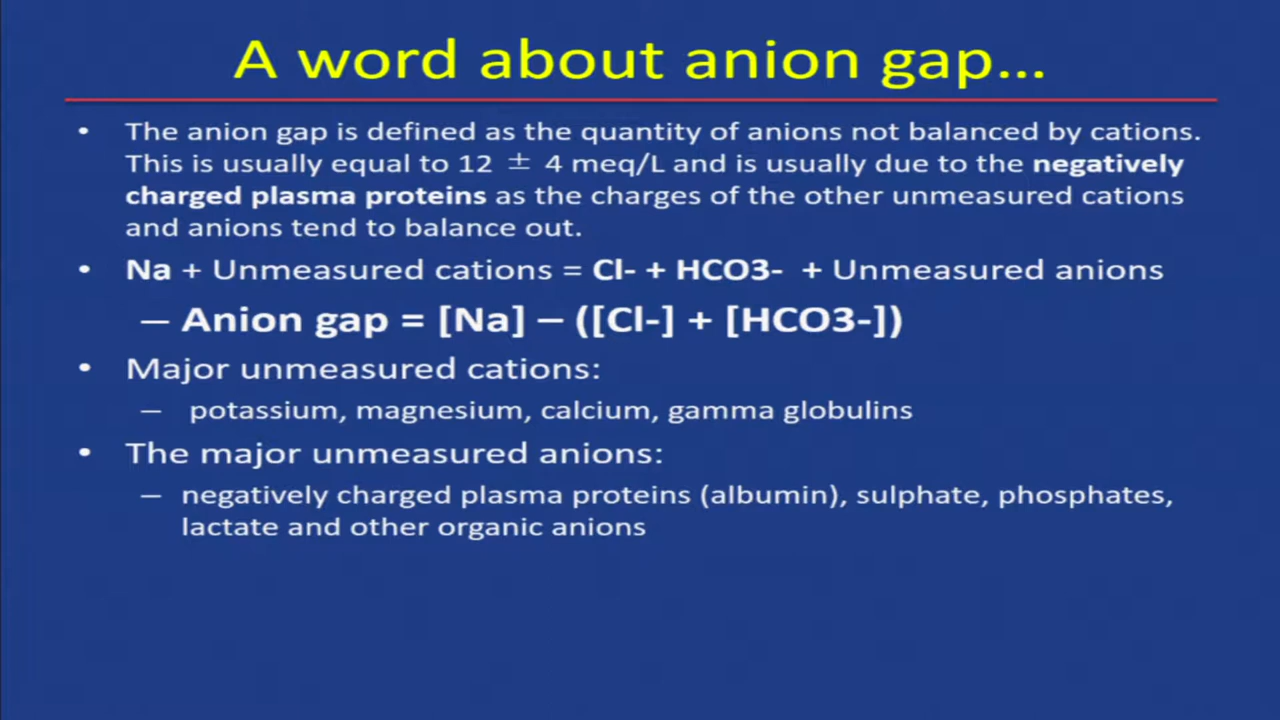 A word about anion gap...
• The anion gap is defined as the quantity of anions not balanced by cations.
This is usually equal to 12 ± 4 meq/L and is usually due to the negatively
charged plasma proteins as the charges of the other unmeasured cations
and anions tend to balance out.
• Na + Unmeasured cations = Cl- + HCO3- + Unmeasured anions
– Anion gap = [Na] – ([Cl-] + [HCO3-])
• Major unmeasured cations:
– potassium, magnesium, calcium, gamma globulins
• The major unmeasured anions:
– negatively charged plasma proteins (albumin), sulphate, phosphates,
lactate and other organic anions